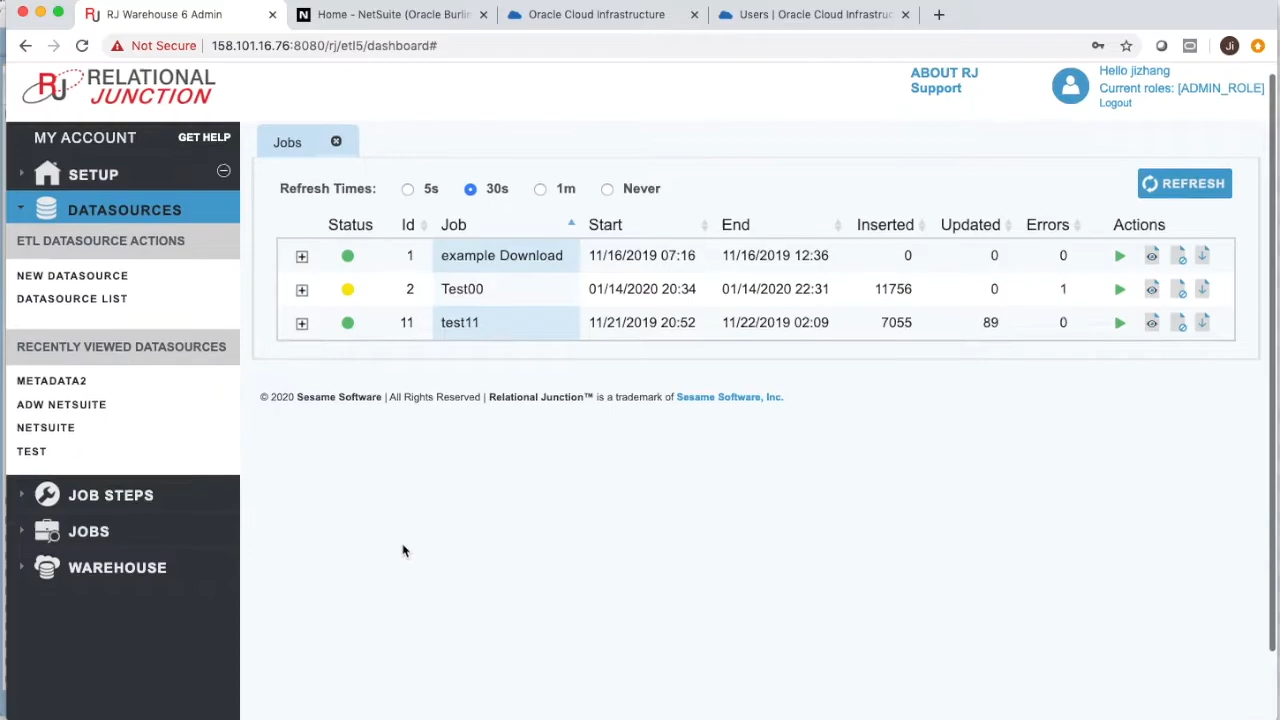 RJ Warehouse 6 Admin
N Home - NetSuite (Oracle Burlin
Oracle Cloud Infrastructure
Users | Oracle Cloud Infrastruc
Not Secure | 158.101.16.76:8080/rj/etl5/dashboard#
Ji
RJ RELATIONAL JUNCTION
ABOUT RJ
Support
Hello jizhang
Current roles: [ADMIN_ROLE]
Logout
MY ACCOUNT GET HELP
SETUP
DATASOURCES
ETL DATASOURCE ACTIONS
NEW DATASOURCE
DATASOURCE LIST
RECENTLY VIEWED DATASOURCES
METADATA2
ADW NETSUITE
NETSUITE
TEST
JOB STEPS
JOBS
WAREHOUSE
Jobs
Refresh Times: 5s 30s 1m Never
REFRESH
Status Id Job Start End Inserted Updated Errors Actions
1 example Download 11/16/2019 07:16 11/16/2019 12:36 0 0 0
2 Test00 01/14/2020 20:34 01/14/2020 22:31 11756 0 1
11 test11 11/21/2019 20:52 11/22/2019 02:09 7055 89 0
© 2020 Sesame Software | All Rights Reserved | Relational Junction™ is a trademark of Sesame Software, Inc.